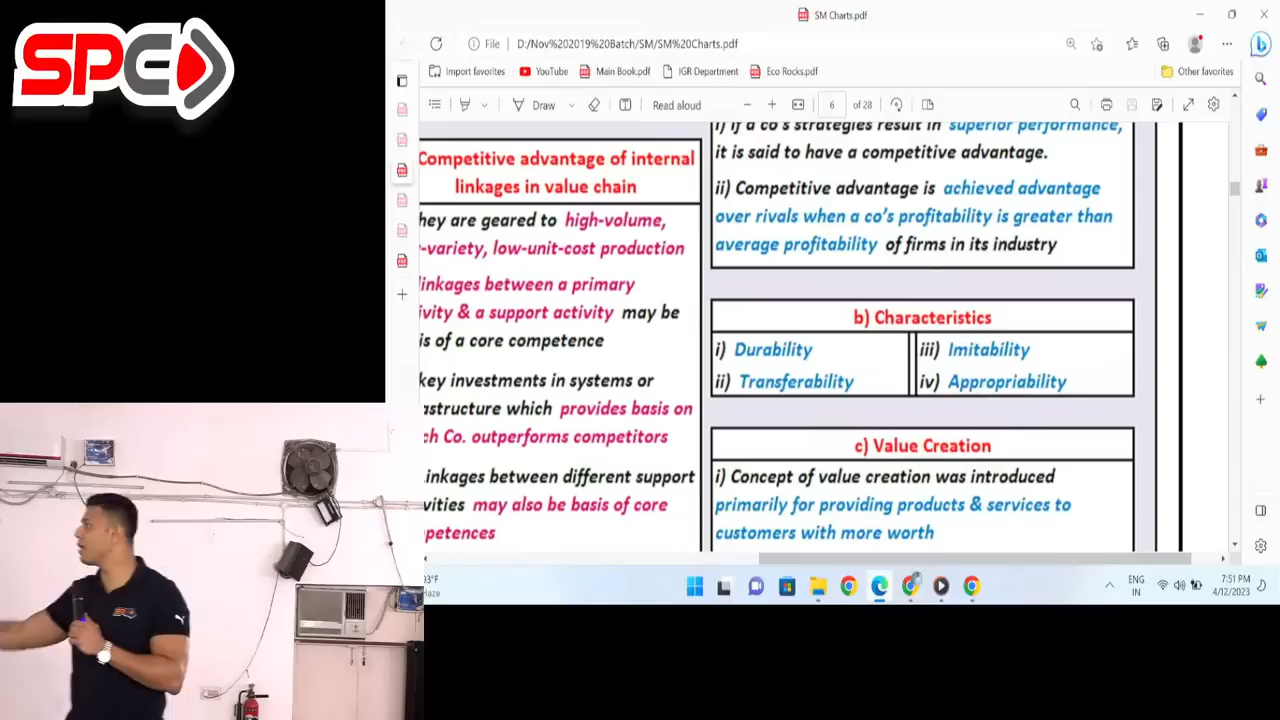 SPED
SM Charts.pdf
File D:/Nov%202019%20Batch/SM/SM%20Charts.pdf
Import favorites YouTube Main Book.pdf IGR Department Eco Rocks.pdf Other favorites
Draw Read aloud 6 of 28
Competitive advantage of internal
linkages in value chain
hey are geared to high-volume,
-variety, low-unit-cost production
linkages between a primary
ivity & a support activity may be
is of a core competence
key investments in systems or
astructure which provides basis on
ch Co. outperforms competitors
inkages between different support
vities may also be basis of core
petences
i) If a co's strategies result in superior performance,
it is said to have a competitive advantage.
ii) Competitive advantage is achieved advantage
over rivals when a co's profitability is greater than
average profitability of firms in its industry
b) Characteristics
i) Durability
ii) Transferability
iii) Imitability
iv) Appropriability
c) Value Creation
i) Concept of value creation was introduced
primarily for providing products & services to
customers with more worth
93°F
ENG
IN
7:51 PM
4/12/2023